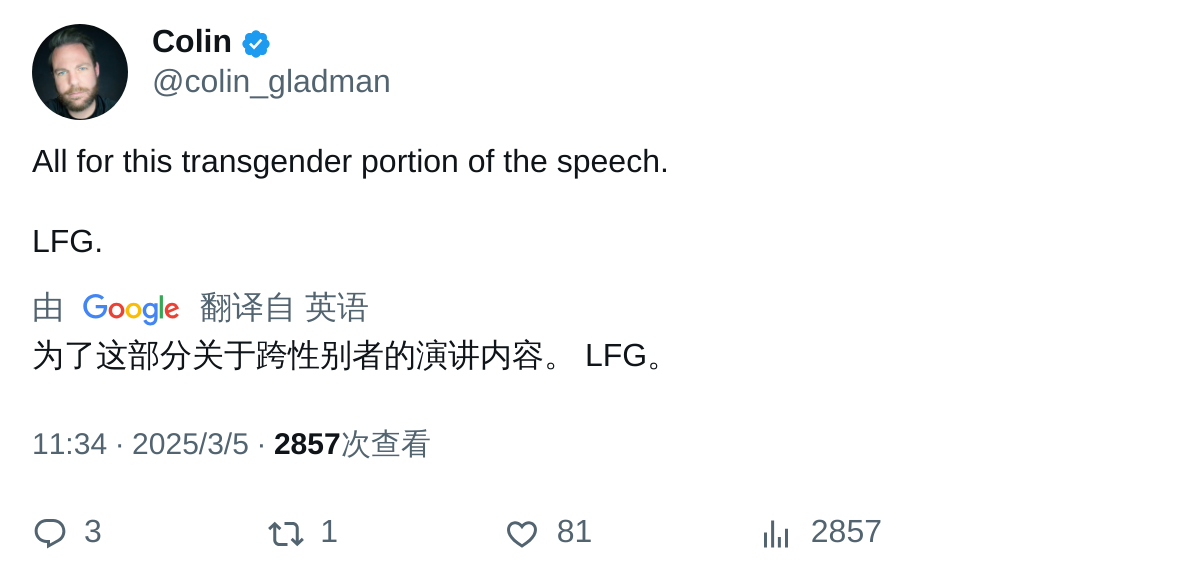 Colin
@colin_gladman
All for this transgender portion of the speech.
LFG.
由 Google 翻译自 英语
为了这部分关于跨性别者的演讲内容。 LFG。
11:34 · 2025/3/5 · 2857次查看
3 1 81 2857